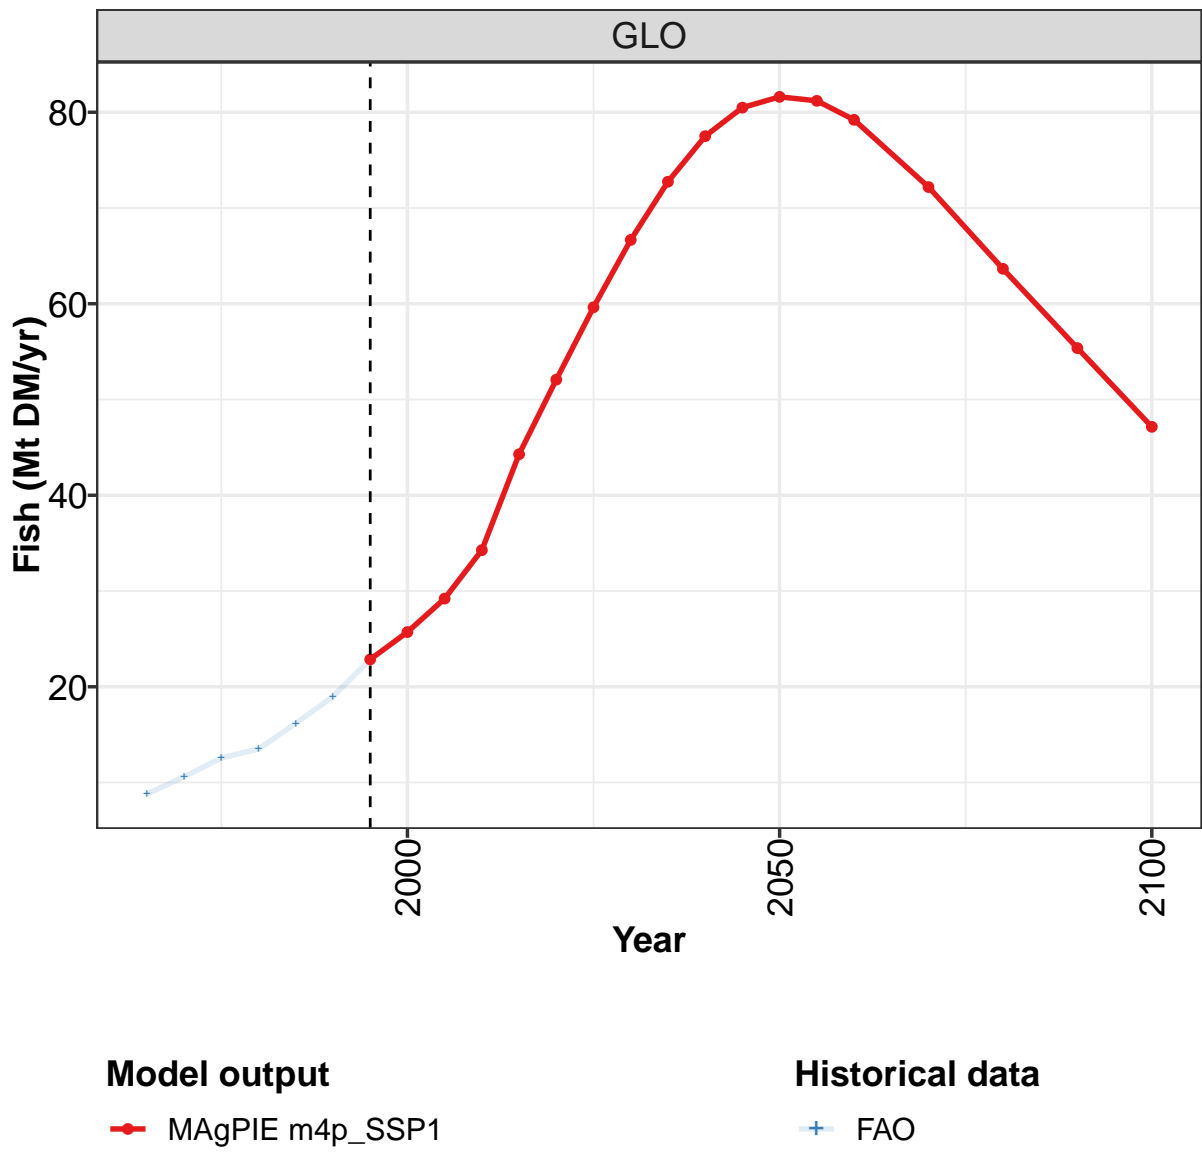 GLO
80
60
40
20
Fish (Mt DM/yr)
2000
2050
2100
Year
Model output
MAgPIE m4p_SSP1
Historical data
FAO